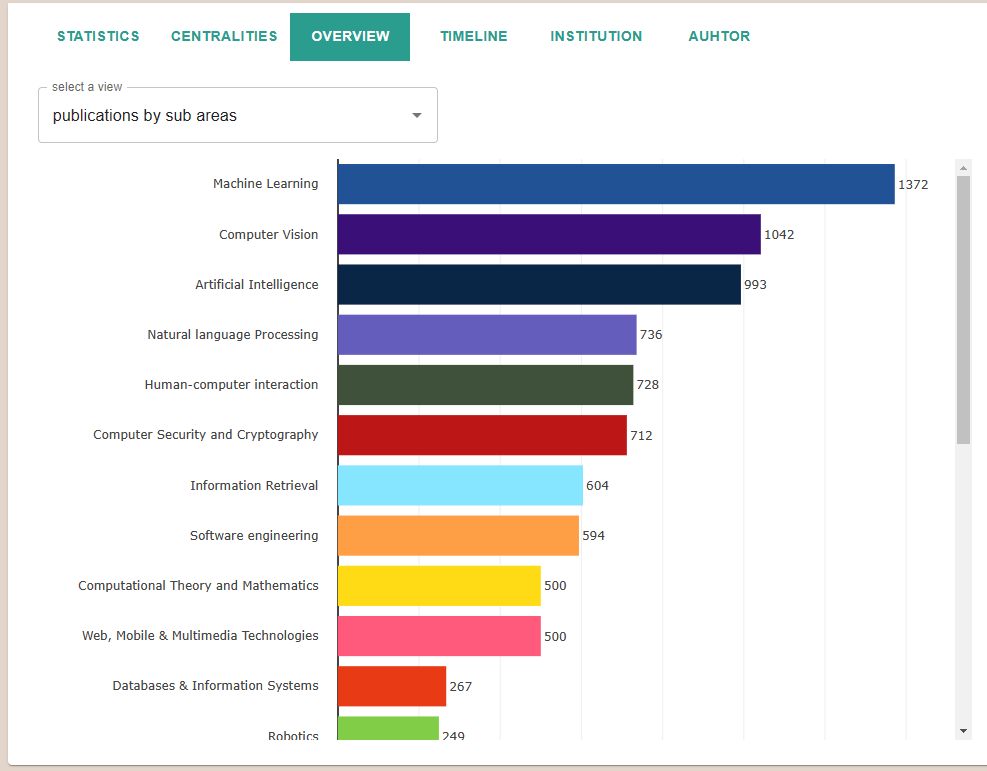 STATISTICS CENTRALITIES OVERVIEW TIMELINE INSTITUTION AUHTOR
select a view
publications by sub areas
Machine Learning 1372
Computer Vision 1042
Artificial Intelligence 993
Natural language Processing 736
Human-computer interaction 728
Computer Security and Cryptography 712
Information Retrieval 604
Software engineering 594
Computational Theory and Mathematics 500
Web, Mobile & Multimedia Technologies 500
Databases & Information Systems 267
Robotics 249